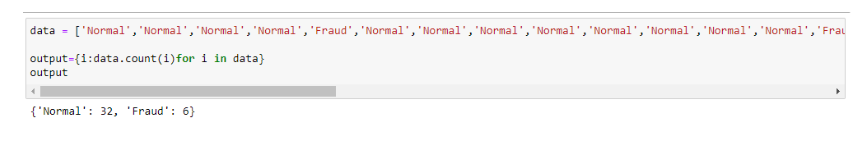 data = ['Normal','Normal','Normal','Normal','Fraud','Normal','Normal','Normal','Normal','Normal','Normal','Normal','Normal','Frau
output={i:data.count(i)for i in data}
output
{'Normal': 32, 'Fraud': 6}